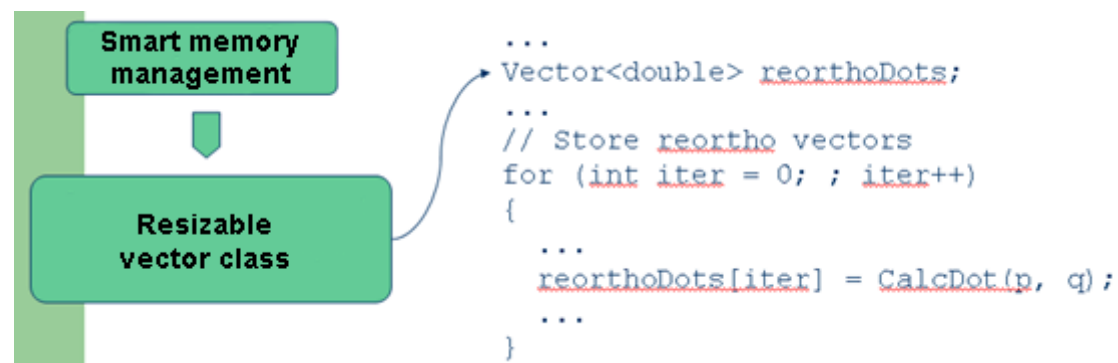 Smart memory
management
Resizable
vector class
...
Vector<double> reorthoDots;
...
// Store reortho vectors
for (int iter = 0; ; iter++)
{
...
reorthoDots[iter] = CalcDot(p, q);
...
}